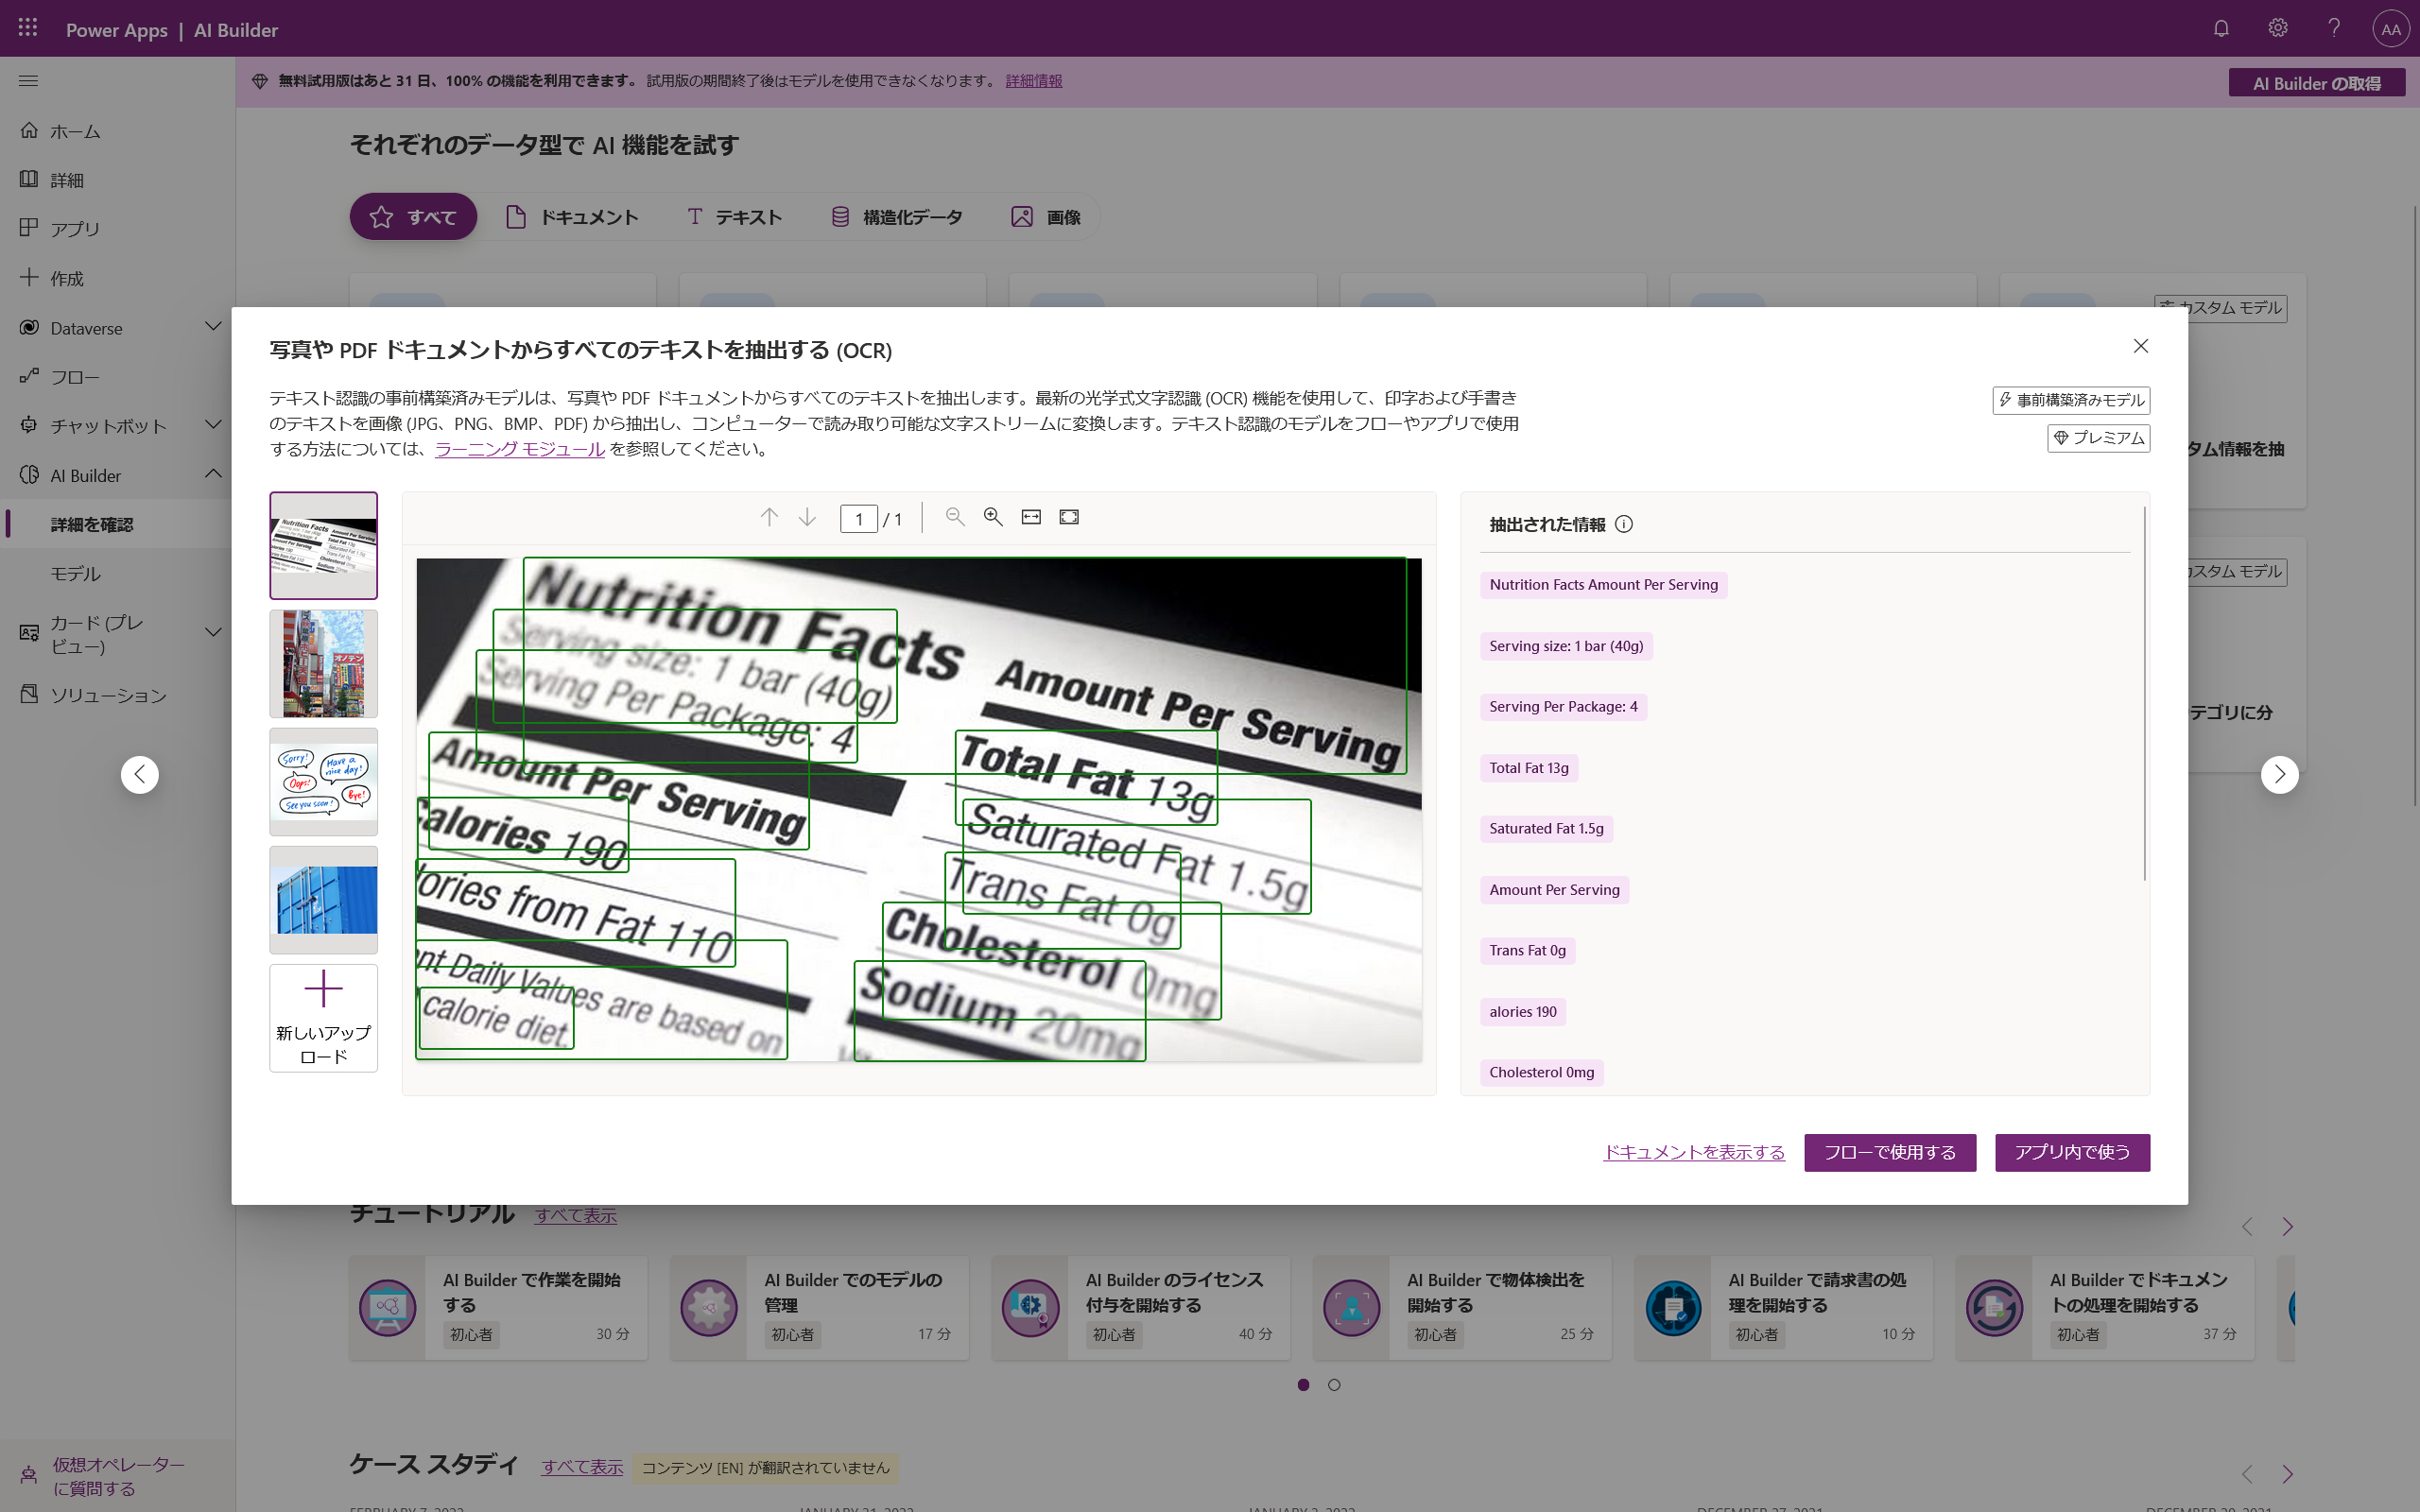 Power Apps | AI Builder
AA
無料試用版はあと 31 日、100% の機能を利用できます。 試用版の期間終了後はモデルを使用できなくなります。 詳細情報
AI Builder の取得
ホーム
詳細
アプリ
作成
Dataverse
フロー
チャットボット
AI Builder
詳細を確認
モデル
カード (プレ
ビュー)
ソリューション
仮想オペレーター
に質問する
それぞれのデータ型で AI 機能を試す
すべて
ドキュメント
テキスト
構造化データ
画像
カスタム モデル
タム情報を抽
カスタム モデル
テゴリに分
写真や PDF ドキュメントからすべてのテキストを抽出する (OCR)
テキスト認識の事前構築済みモデルは、写真や PDF ドキュメントからすべてのテキストを抽出します。最新の光学式文字認識 (OCR) 機能を使用して、印字および手書き
のテキストを画像 (JPG、PNG、BMP、PDF) から抽出し、コンピューターで読み取り可能な文字ストリームに変換します。テキスト認識のモデルをフローやアプリで使用
する方法については、ラーニング モジュール を参照してください。
事前構築済みモデル
プレミアム
Nutrition Facts
Amount Per Serving
オノデン
Sorry!
Have a
nice day!
Oops!
See you soon!
Bye!
新しいアップ
ロード
1 / 1
Nutrition Facts
Serving size: 1 bar (40g)
Serving Per Package: 4
Amount Per Serving
alories 190
lories from Fat 110
nt Daily Values are based on
calorie diet.
Amount Per Serving
Total Fat 13g
Saturated Fat 1.5g
Trans Fat 0g
Cholesterol 0mg
Sodium 20mg
抽出された情報
Nutrition Facts Amount Per Serving
Serving size: 1 bar (40g)
Serving Per Package: 4
Total Fat 13g
Saturated Fat 1.5g
Amount Per Serving
Trans Fat 0g
alories 190
Cholesterol 0mg
ドキュメントを表示する
フローで使用する
アプリ内で使う
チュートリアル すべて表示
AI Builder で作業を開始
する
初心者 30 分
AI Builder でのモデルの
管理
初心者 17 分
AI Builder のライセンス
付与を開始する
初心者 40 分
AI Builder で物体検出を
開始する
初心者 25 分
AI Builder で請求書の処
理を開始する
初心者 10 分
AI Builder でドキュメン
トの処理を開始する
初心者 37 分
ケース スタディ すべて表示 コンテンツ [EN] が翻訳されていません